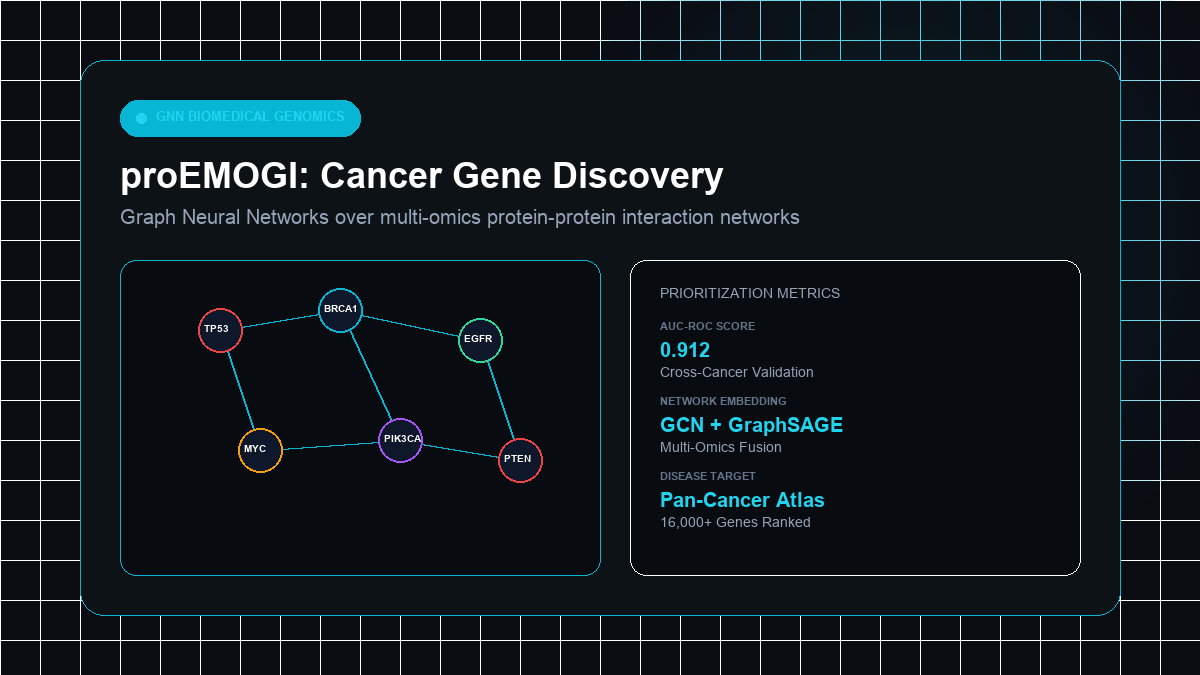 GNN BIOMEDICAL GENOMICS
proEMOGI: Cancer Gene Discovery
Graph Neural Networks over multi-omics protein-protein interaction networks
TP53
BRCA1
EGFR
MYC
PIK3CA
PTEN
PRIORITIZATION METRICS
AUC-ROC SCORE
0.912
Cross-Cancer Validation
NETWORK EMBEDDING
GCN + GraphSAGE
Multi-Omics Fusion
DISEASE TARGET
Pan-Cancer Atlas
16,000+ Genes Ranked